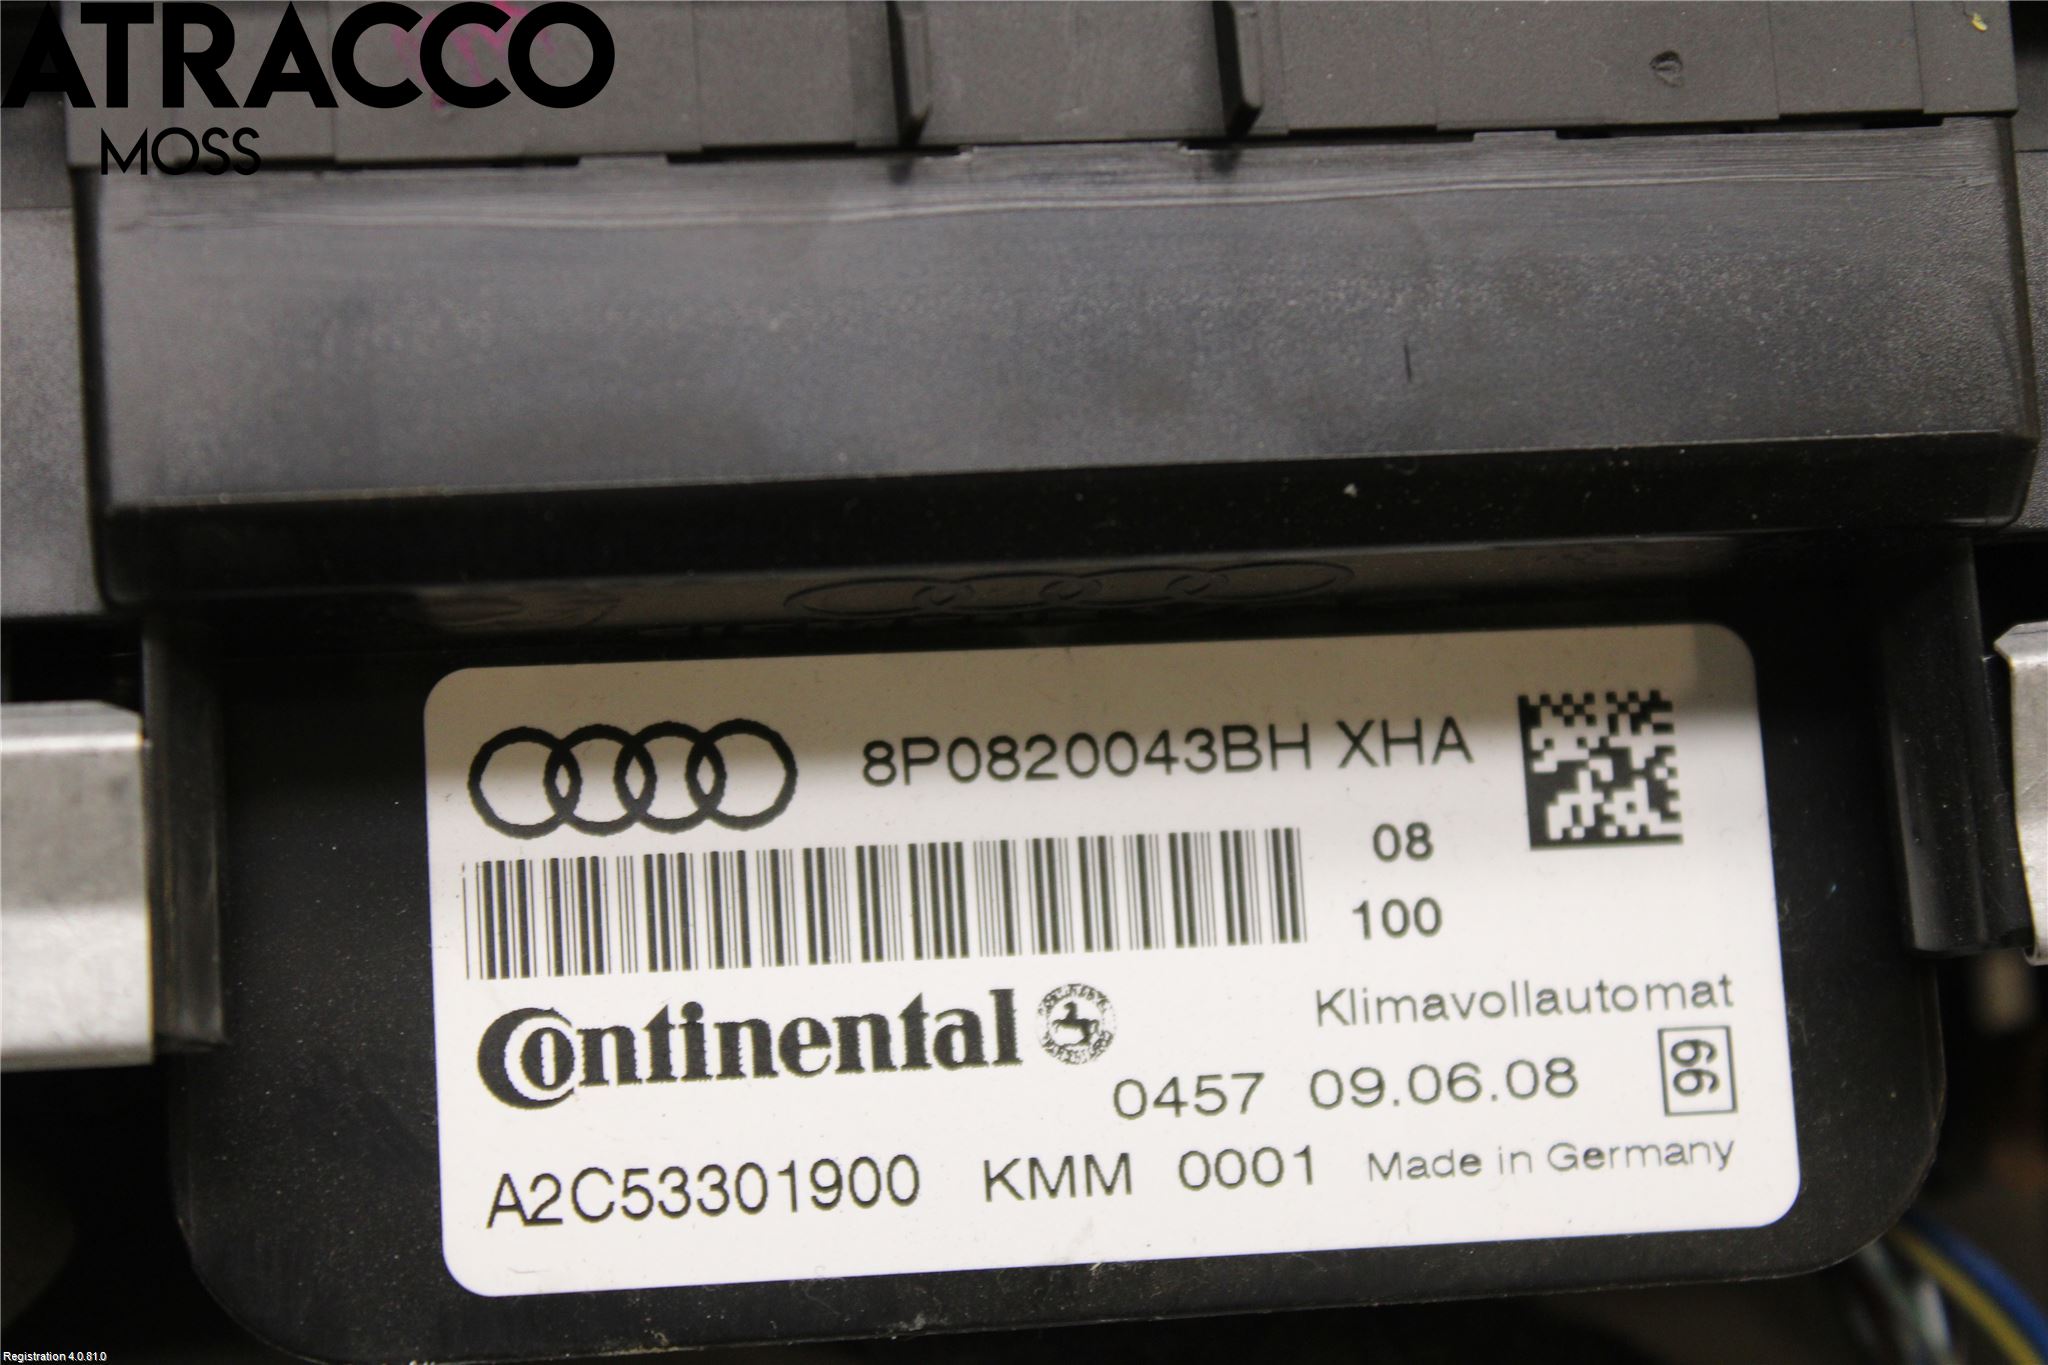 ATRACCO
MOSS
8P0820043BH XHA
08
100
Continental
Klimavollautomat
0457 09.06.08
99
A2C53301900 KMM 0001 Made in Germany
Registration 4.0.81.0